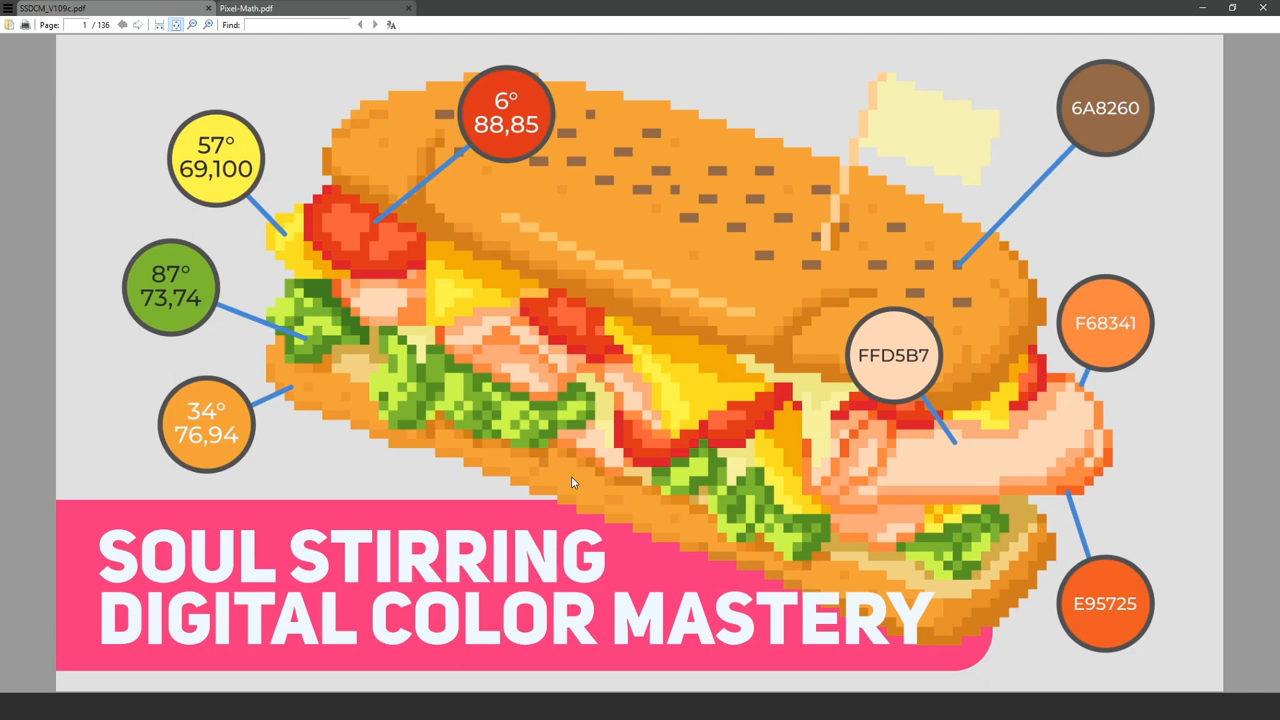 SSDCM_V109c.pdf
Pixel-Math.pdf
Page: 1 / 136
Find:
6°
88,85
6A8260
57°
69,100
87°
73,74
F68341
FFD5B7
34°
76,94
E95725
SOUL STIRRING
DIGITAL COLOR MASTERY